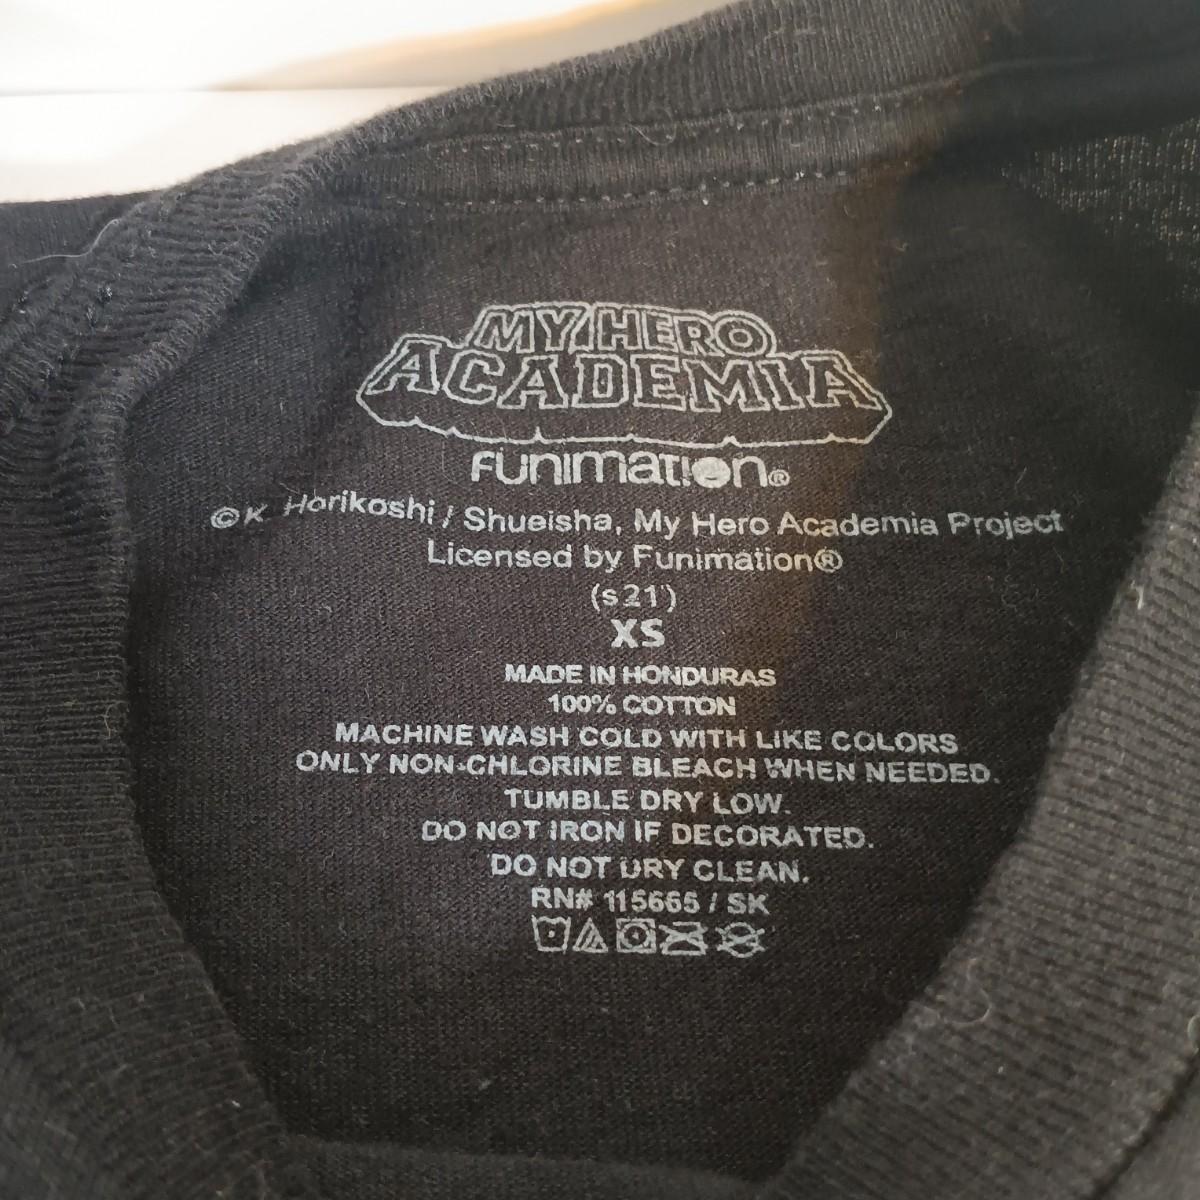 MY HERO
ACADEMIA
FUNIMATION®
©K. Horikoshi / Shueisha, My Hero Academia Project
Licensed by Funimation®
(s21')
XS
MADE IN HONDURAS
100% COTTON
MACHINE WASH COLD WITH LIKE COLORS
ONLY NON-CHLORINE BLEACH WHEN NEEDED.
TUMBLE DRY LOW.
DO NOT IRON IF DECORATED.
DO NOT DRY CLEAN.
RN# 115665 / SK